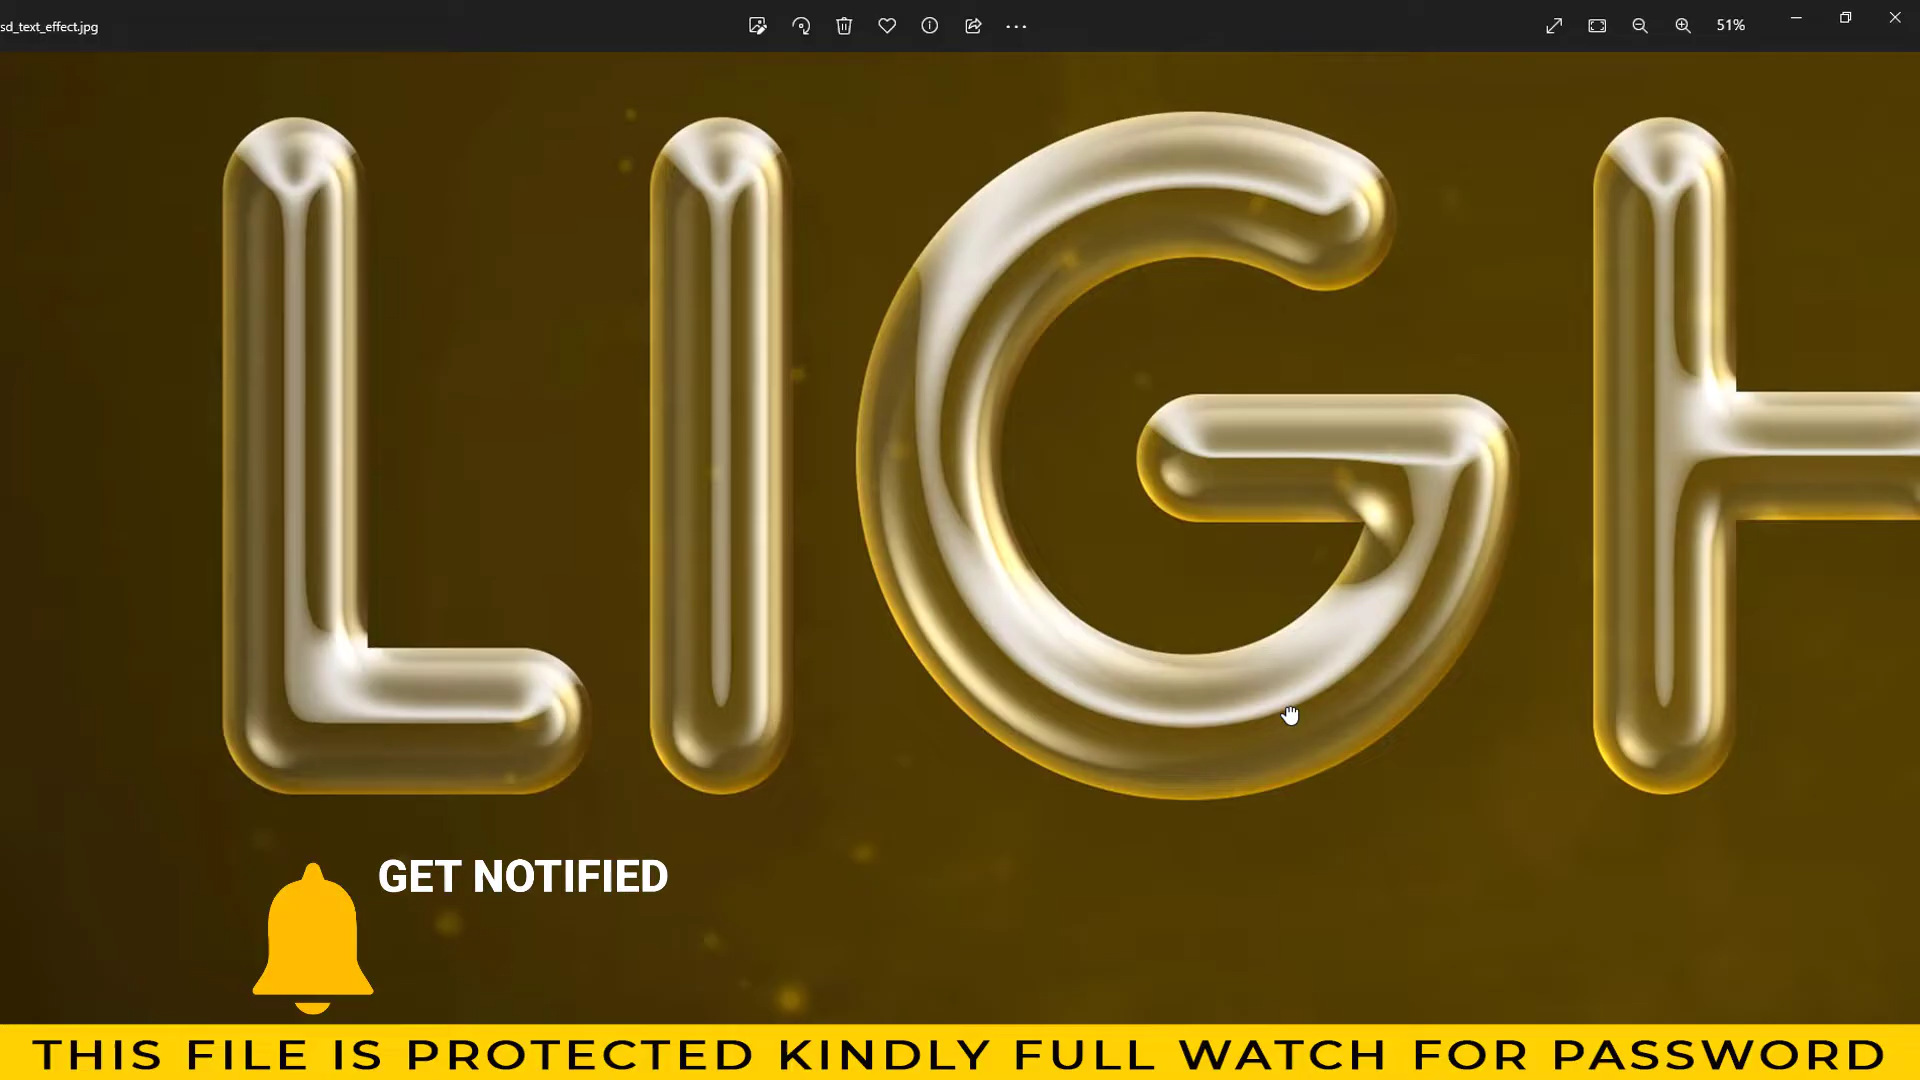 sd_text_effect.jpg
51%
LIGH
GET NOTIFIED
THIS FILE IS PROTECTED KINDLY FULL WATCH FOR PASSWORD